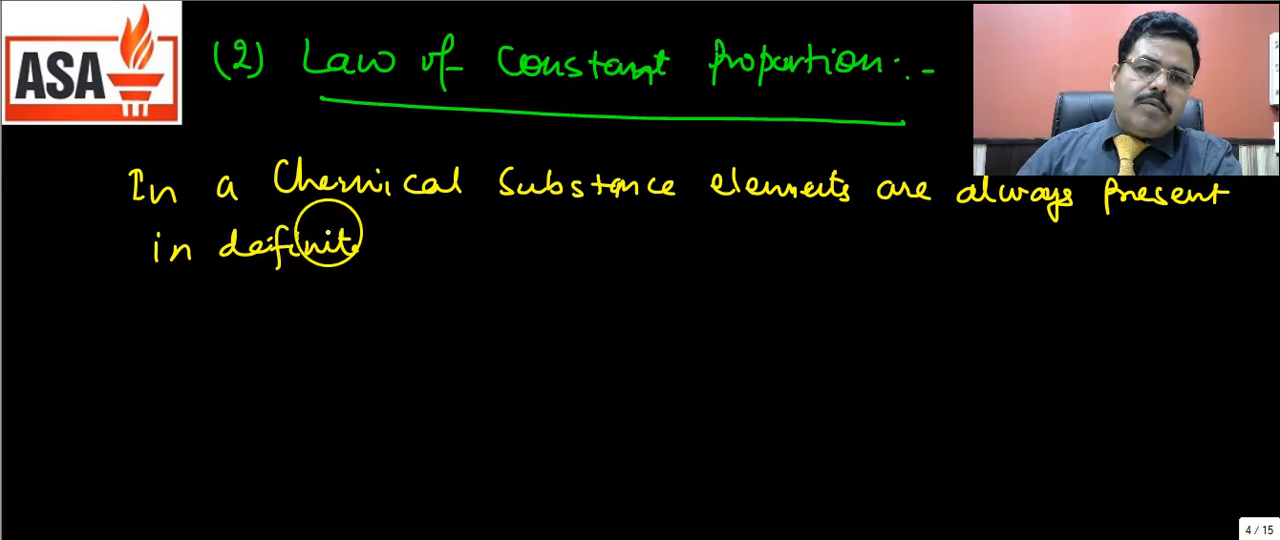 ASA
(2) Law of Constant Proportion :-
In a Chemical Substance elements are always present
in definite
4 / 15